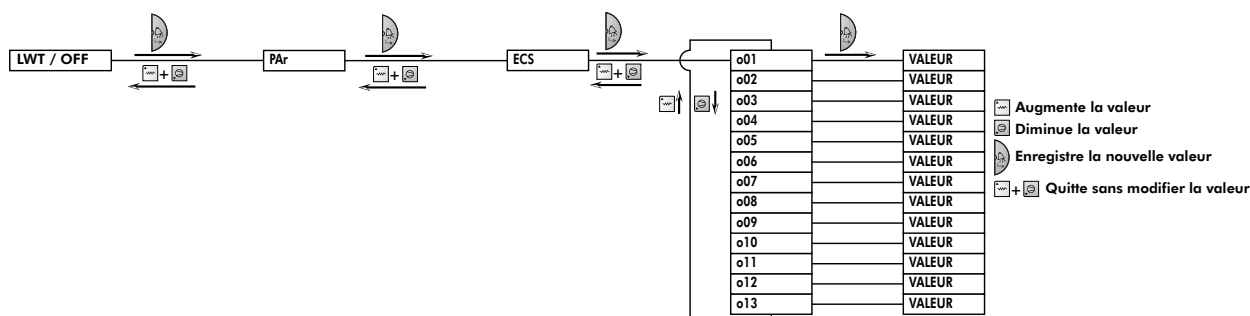 LWT / OFF
PAr
ECS
o01 VALEUR
o02 VALEUR
o03 VALEUR
o04 VALEUR
o05 VALEUR
o06 VALEUR
o07 VALEUR
o08 VALEUR
o09 VALEUR
o10 VALEUR
o11 VALEUR
o12 VALEUR
o13 VALEUR
+
+
+
Augmente la valeur
Diminue la valeur
Enregistre la nouvelle valeur
+ Quitte sans modifier la valeur